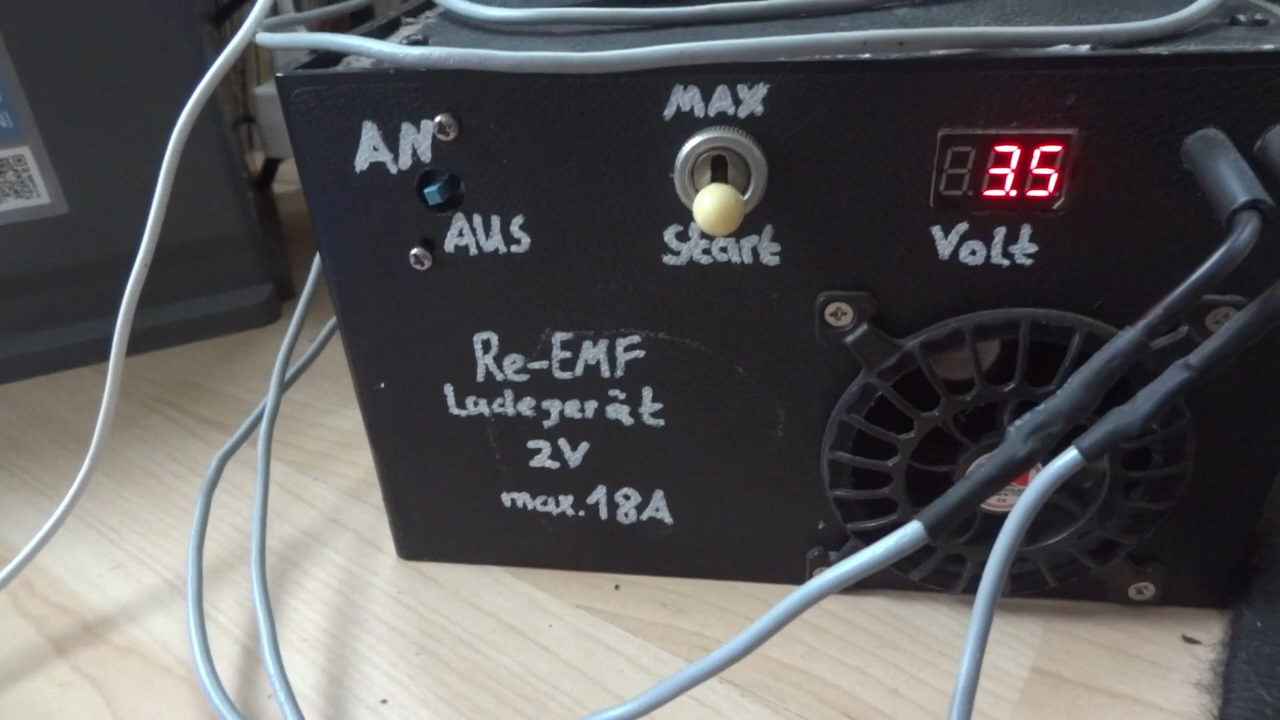 MAX
AN
AUS
Start
3.5
Volt
Re-EMF
Ladegerät
2V
max.18A